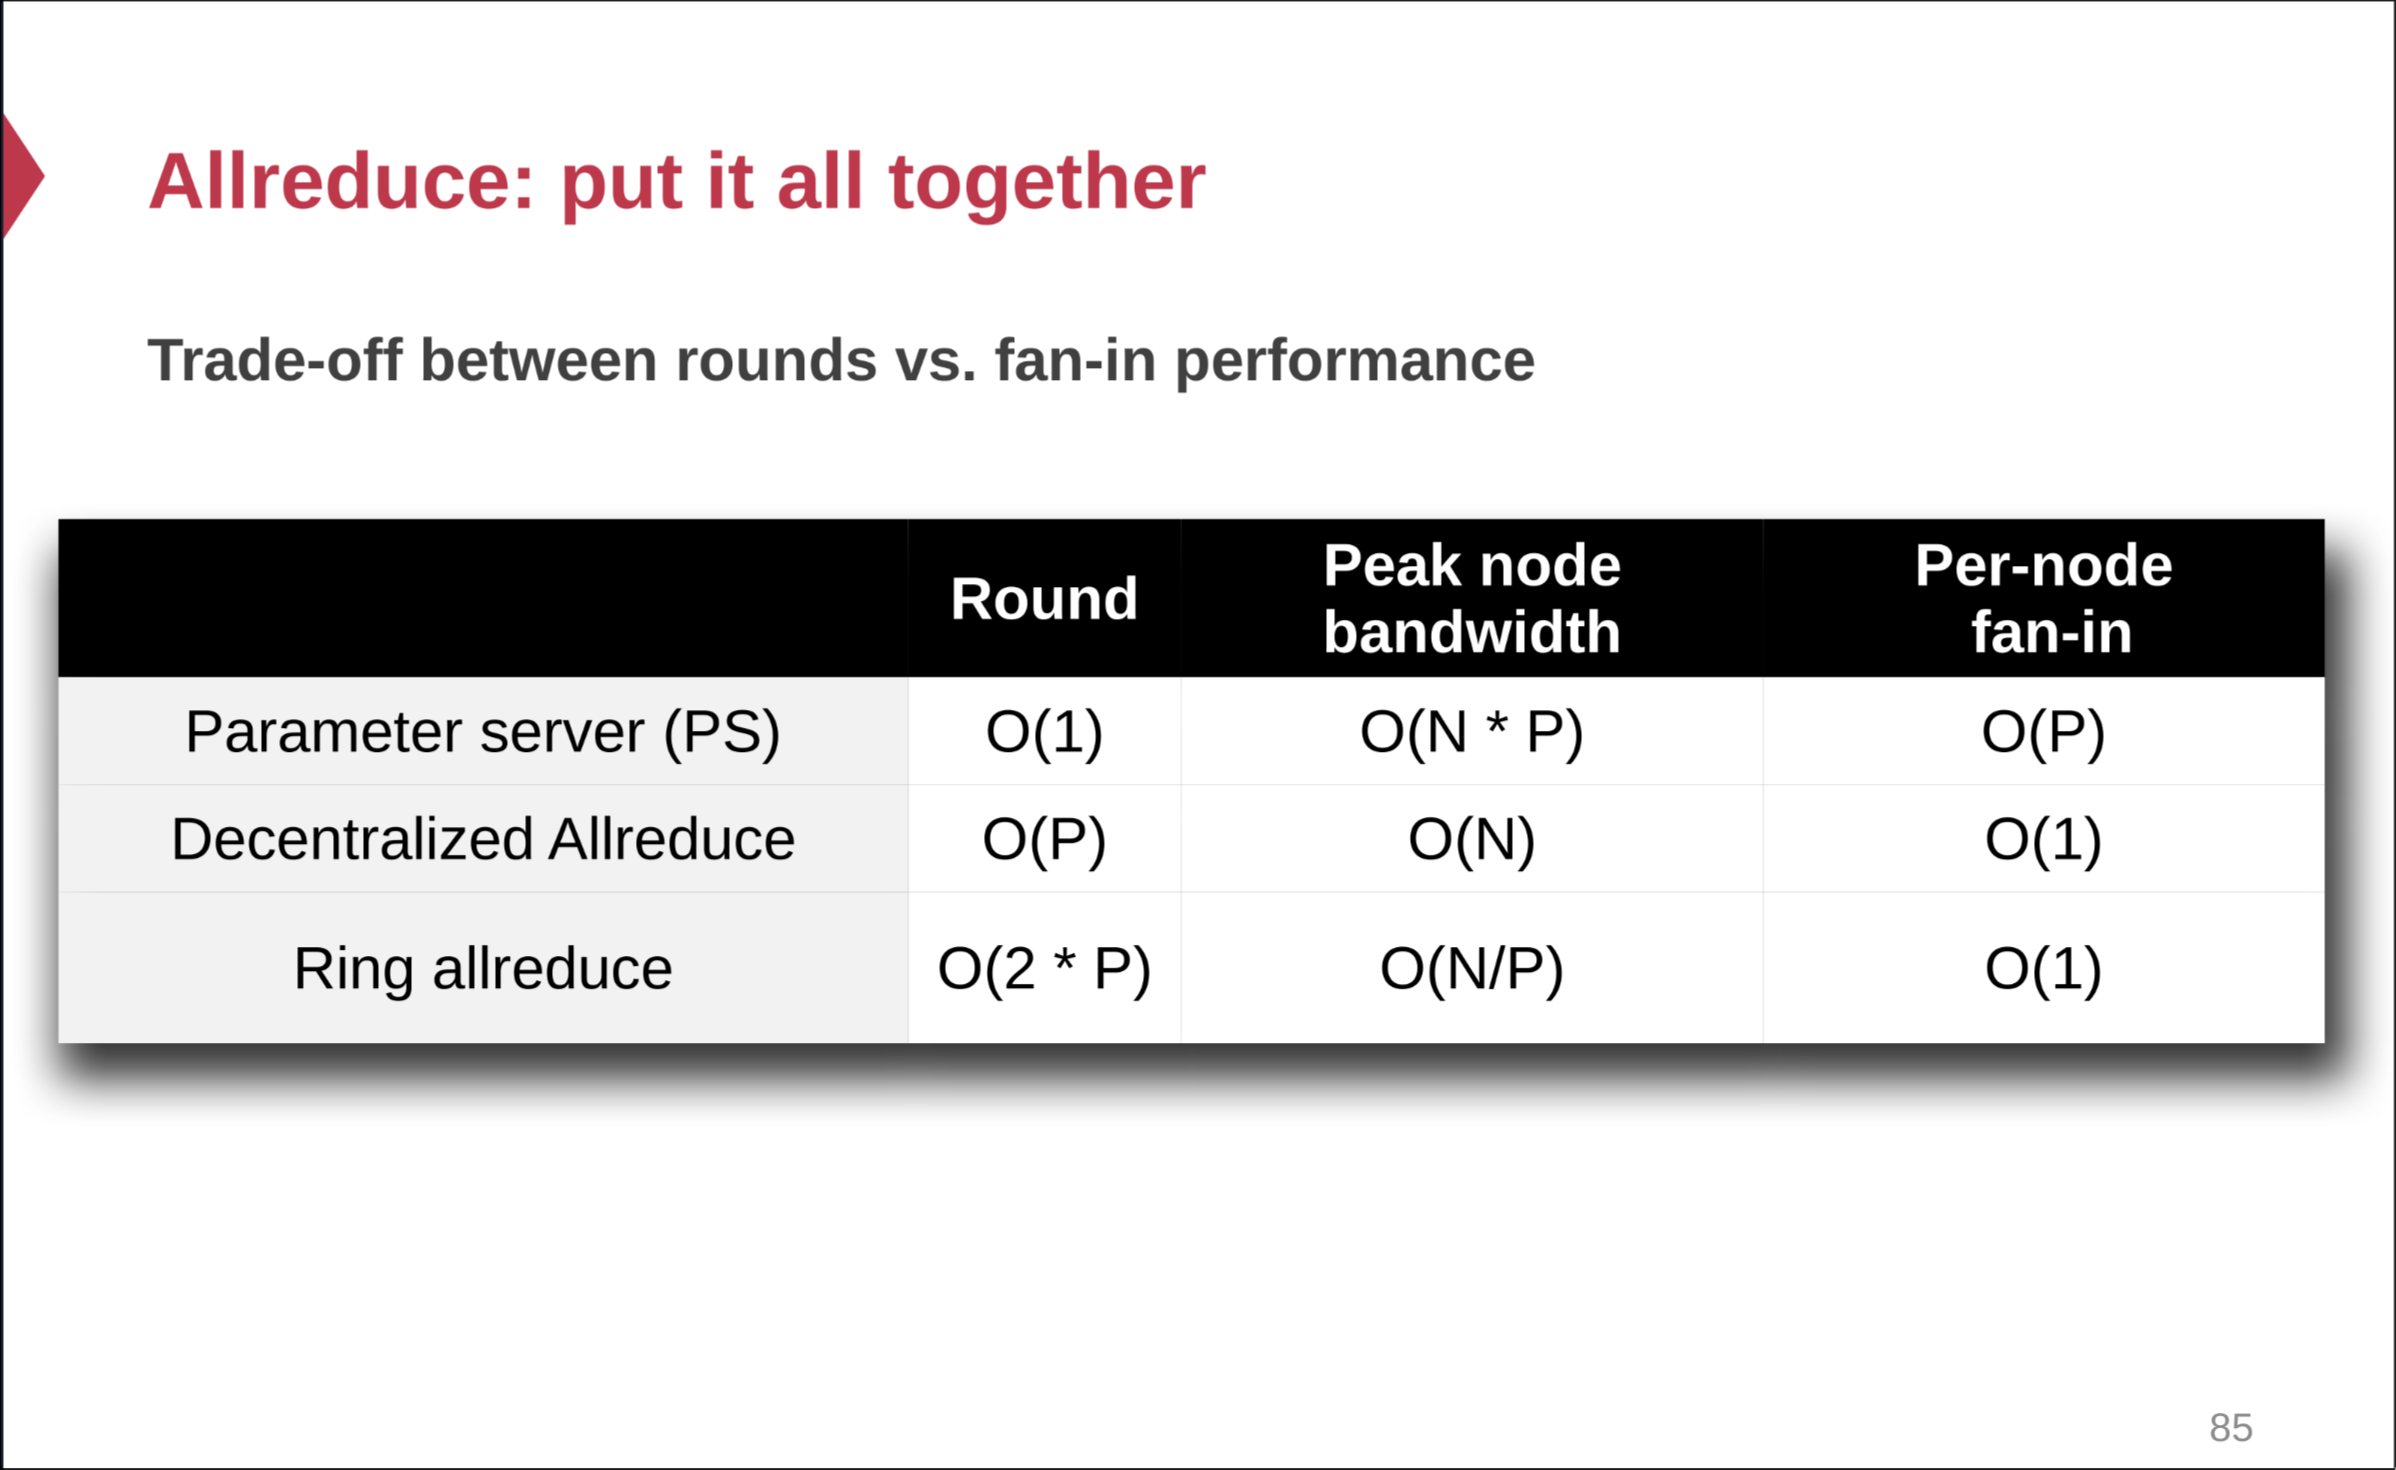 Allreduce: put it all together
Trade-off between rounds vs. fan-in performance
Round
Peak node
bandwidth
Per-node
fan-in
Parameter server (PS) O(1) O(N * P) O(P)
Decentralized Allreduce O(P) O(N) O(1)
Ring allreduce O(2 * P) O(N/P) O(1)
85